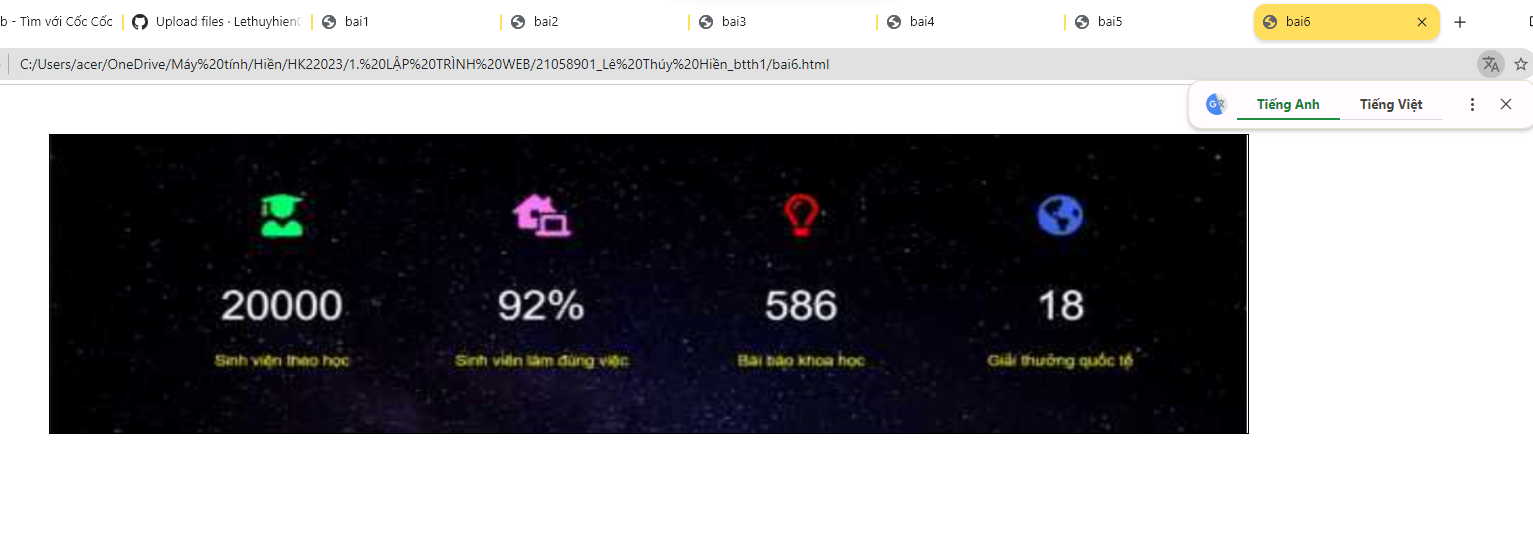 b - Tìm với Cốc Cốc
Upload files · Lethuyhien
bai1
bai2
bai3
bai4
bai5
bai6
C:/Users/acer/OneDrive/Máy%20tính/Hiền/HK22023/1.%20LẬP%20TRÌNH%20WEB/21058901_Lê%20Thúy%20Hiền_btth1/bai6.html
Tiếng Anh
Tiếng Việt
20000
92%
586
18
Sinh viên theo học
Sinh viên làm đúng việc
Bài báo khoa học
Giải thưởng quốc tế